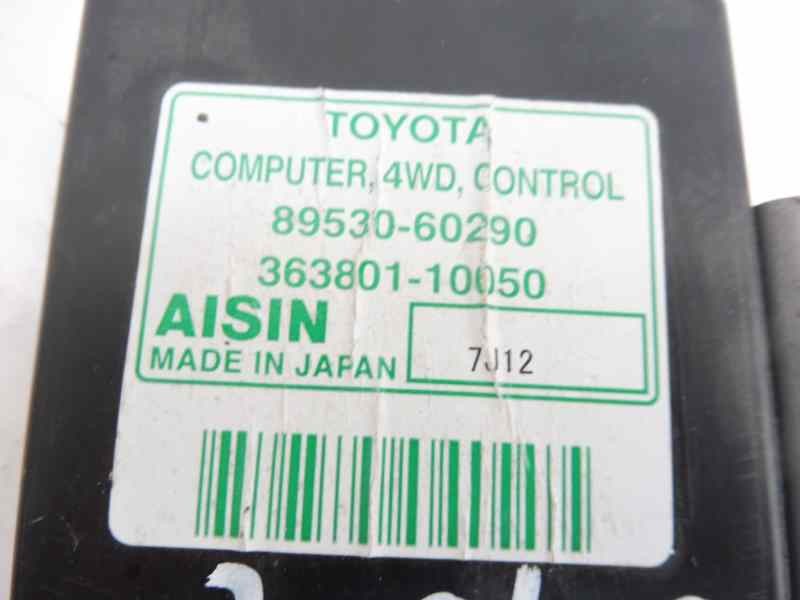 TOYOTA
COMPUTER, 4WD, CONTROL
89530-60290
363801-10050
AISIN
MADE IN JAPAN
7J12